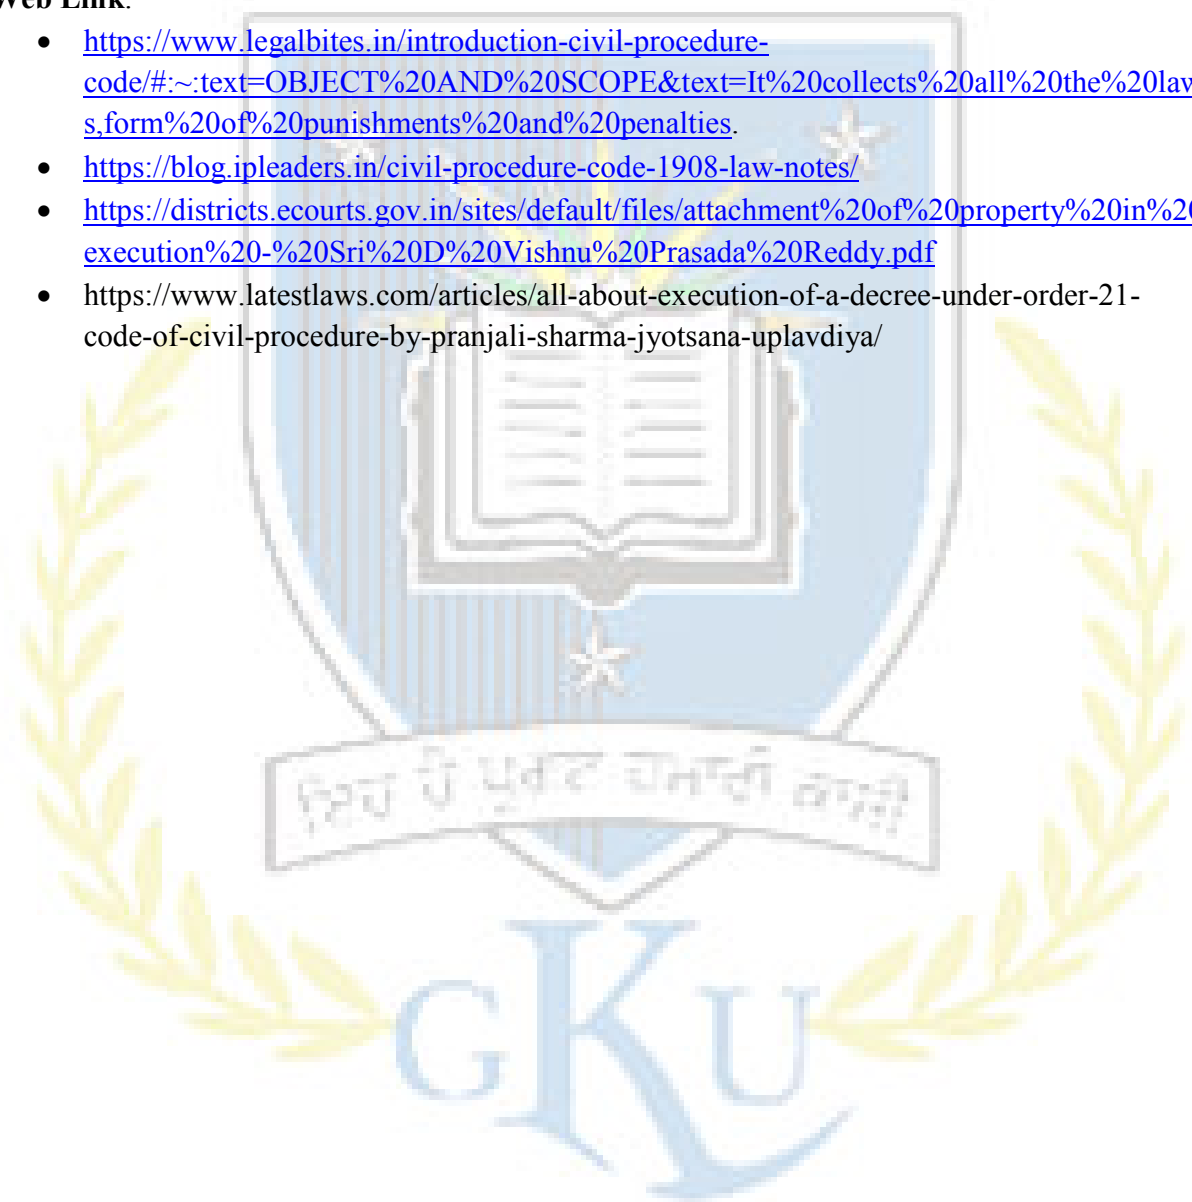 Web Link:
• https://www.legalbites.in/introduction-civil-procedure-
code/#:~:text=OBJECT%20AND%20SCOPE&text=It%20collects%20all%20the%20law
s,form%20of%20punishments%20and%20penalties.
• https://blog.ipleaders.in/civil-procedure-code-1908-law-notes/
• https://districts.ecourts.gov.in/sites/default/files/attachment%20of%20property%20in%20
execution%20-%20Sri%20D%20Vishnu%20Prasada%20Reddy.pdf
• https://www.latestlaws.com/articles/all-about-execution-of-a-decree-under-order-21-
code-of-civil-procedure-by-pranjali-sharma-jyotsana-uplavdiya/
ਇਹੁ ਹੈ ਪ੍ਰਗਟ ਹਮਾਰੀ ਕਾਸ਼ੀ
GKU